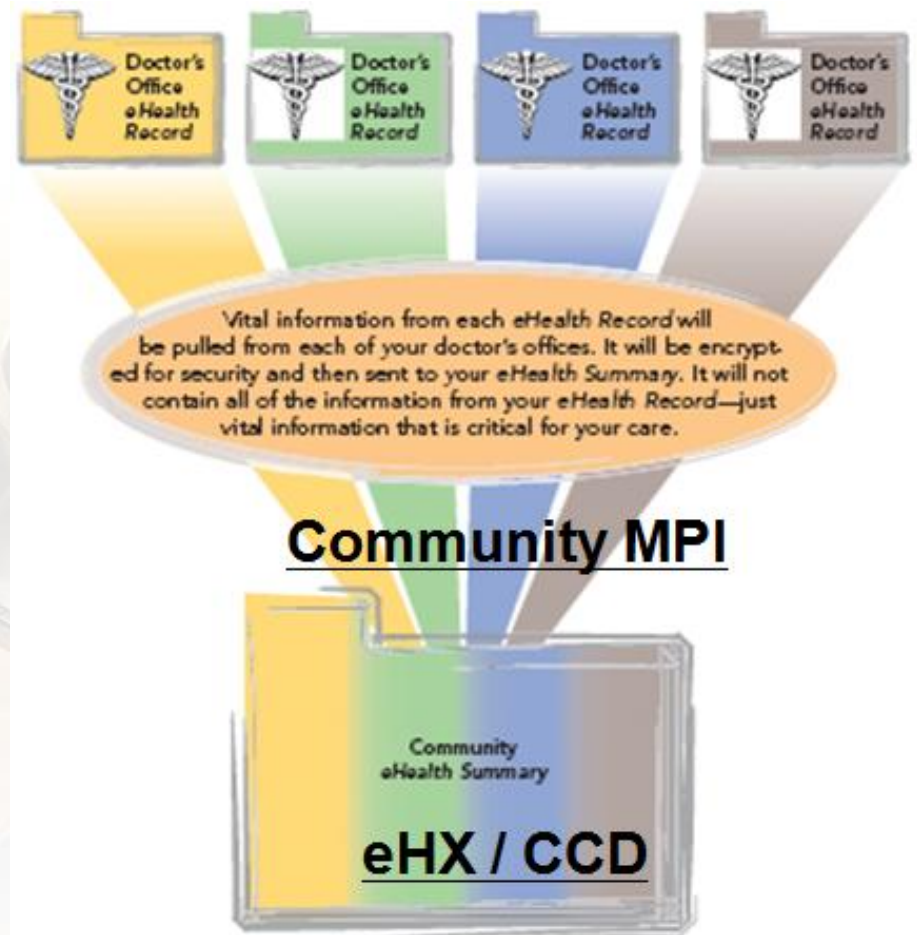 Doctor's
Office
eHealth
Record
Doctor's
Office
eHealth
Record
Doctor's
Office
eHealth
Record
Doctor's
Office
eHealth
Record
Vital information from each eHealth Record will
be pulled from each of your doctor's offices. It will be encrypt-
ed for security and then sent to your eHealth Summary. It will not
contain all of the information from your eHealth Record—just
vital information that is critical for your care.
Community MPI
Community
eHealth Summary
eHX / CCD